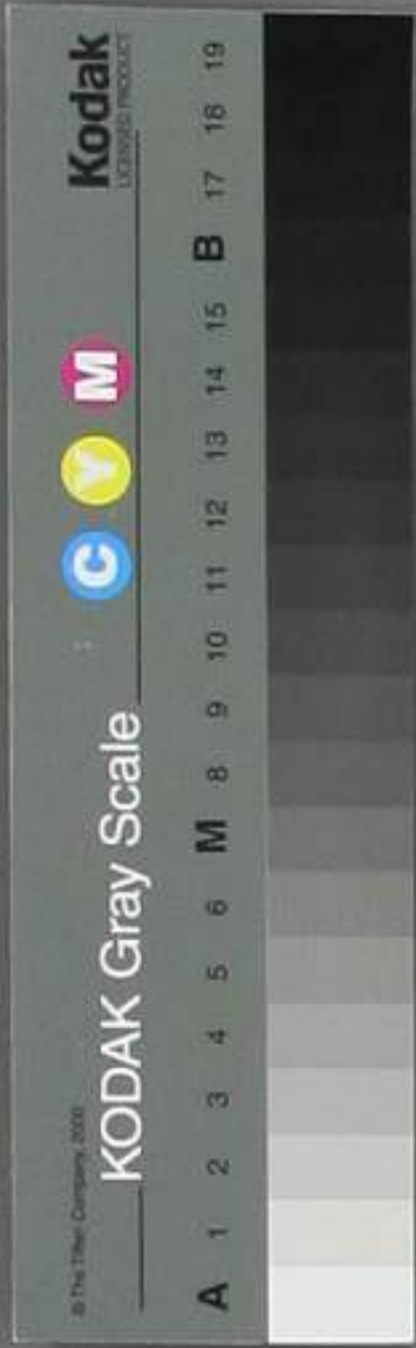 © The Tiffen Company, 2000
KODAK Gray Scale
C Y M
Kodak
LICENSED PRODUCT
A 1 2 3 4 5 6 M 8 9 10 11 12 13 14 15 B 17 18 19